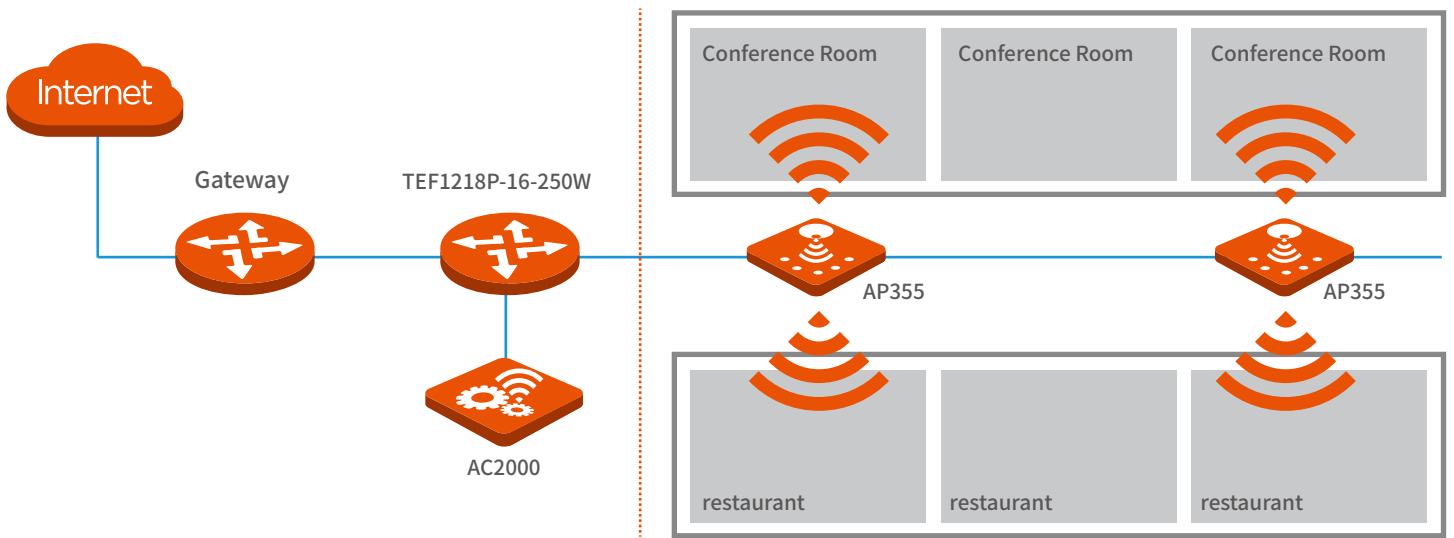 Internet
Gateway
TEF1218P-16-250W
AC2000
Conference Room
Conference Room
Conference Room
AP355
AP355
restaurant
restaurant
restaurant